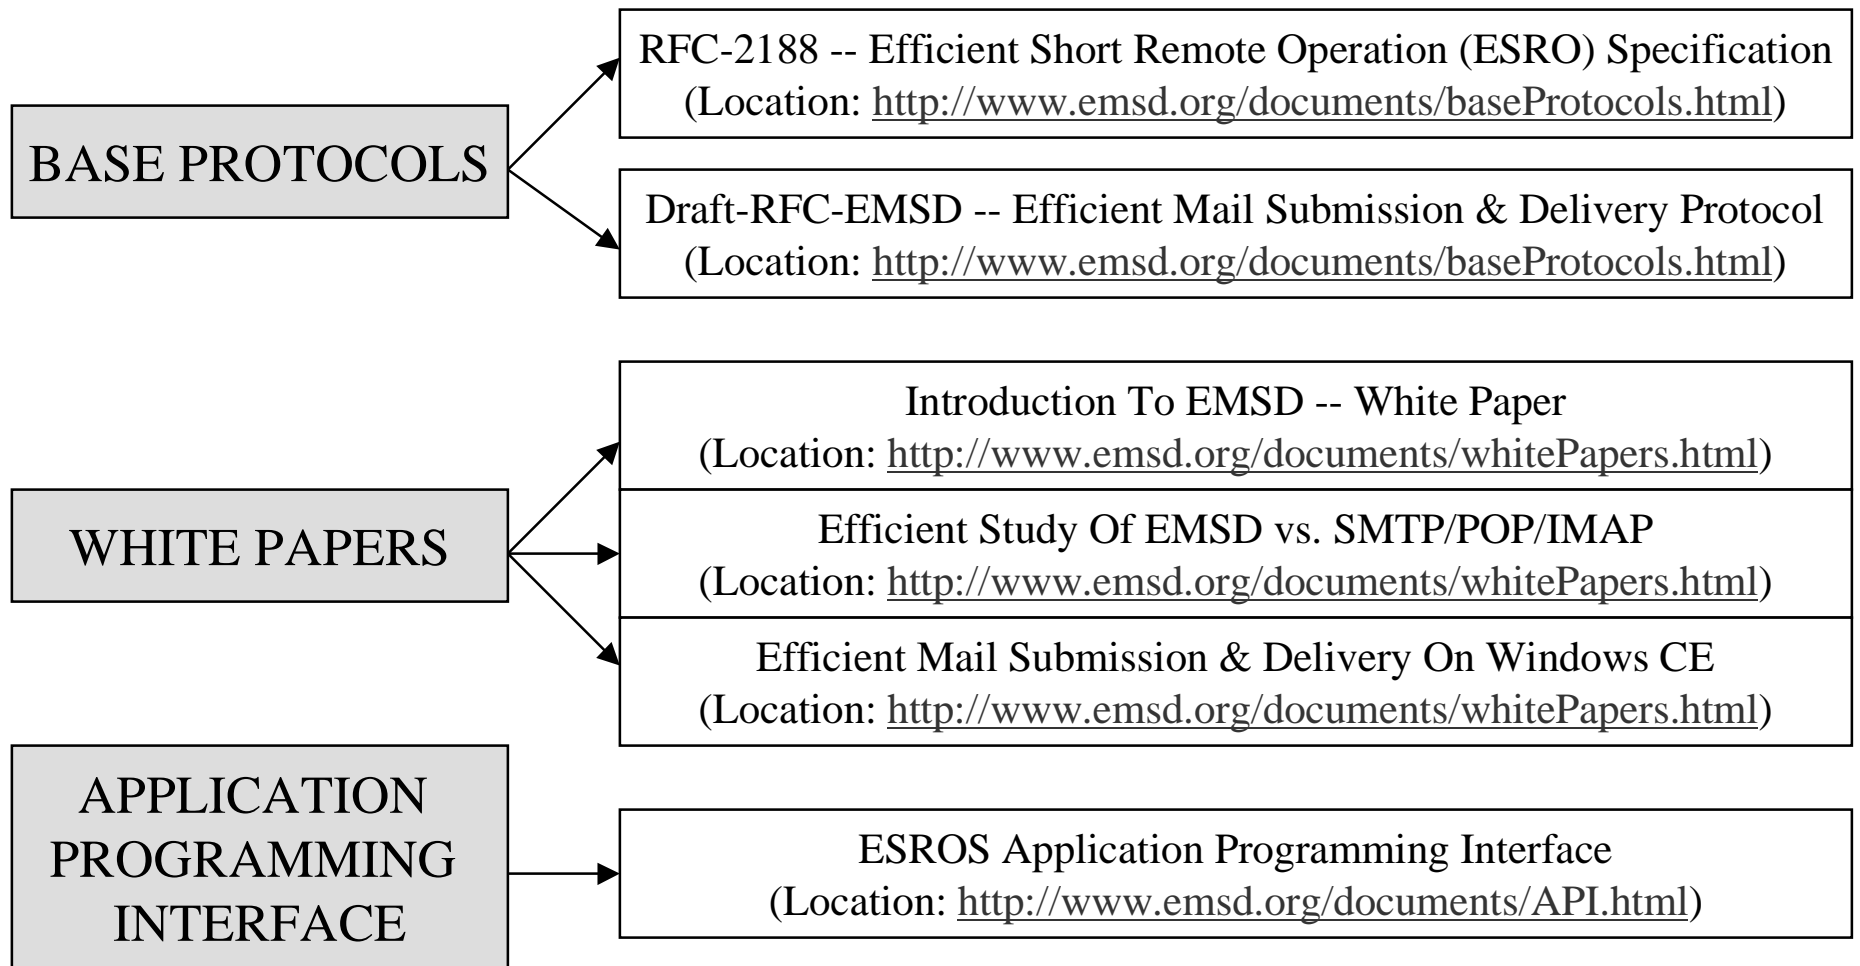 BASE PROTOCOLS
RFC-2188 -- Efficient Short Remote Operation (ESRO) Specification
(Location: http://www.emsd.org/documents/baseProtocols.html)
Draft-RFC-EMSD -- Efficient Mail Submission & Delivery Protocol
(Location: http://www.emsd.org/documents/baseProtocols.html)
WHITE PAPERS
Introduction To EMSD -- White Paper
(Location: http://www.emsd.org/documents/whitePapers.html)
Efficient Study Of EMSD vs. SMTP/POP/IMAP
(Location: http://www.emsd.org/documents/whitePapers.html)
Efficient Mail Submission & Delivery On Windows CE
(Location: http://www.emsd.org/documents/whitePapers.html)
APPLICATION
PROGRAMMING
INTERFACE
ESROS Application Programming Interface
(Location: http://www.emsd.org/documents/API.html)